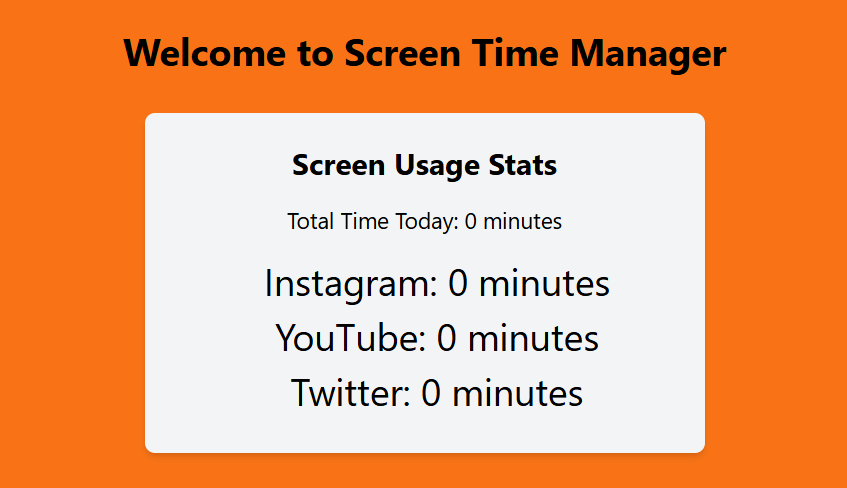 Welcome to Screen Time Manager
Screen Usage Stats
Total Time Today: 0 minutes
Instagram: 0 minutes
YouTube: 0 minutes
Twitter: 0 minutes